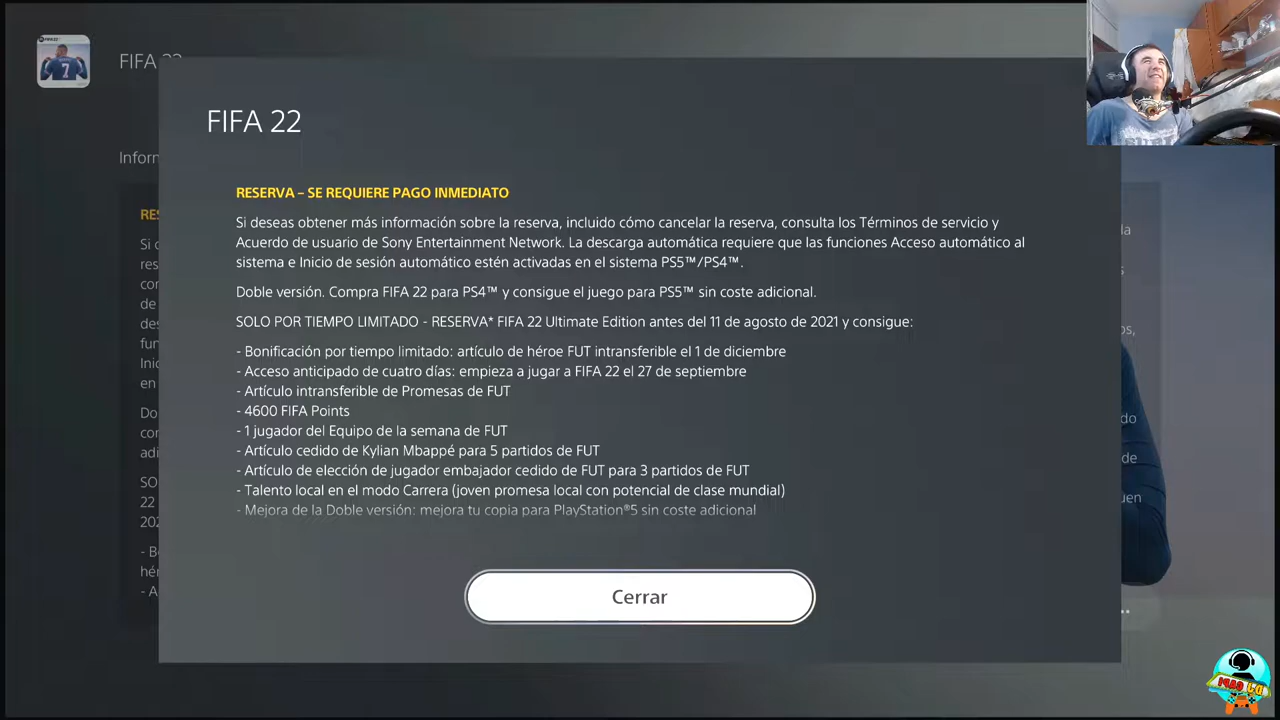 FIFA 22
FIFA 22
Inforr
RESERVA – SE REQUIERE PAGO INMEDIATO
Si deseas obtener más información sobre la reserva, incluido cómo cancelar la reserva, consulta los Términos de servicio y
Acuerdo de usuario de Sony Entertainment Network. La descarga automática requiere que las funciones Acceso automático al
sistema e Inicio de sesión automático estén activadas en el sistema PS5™/PS4™.
Doble versión. Compra FIFA 22 para PS4™ y consigue el juego para PS5™ sin coste adicional.
SOLO POR TIEMPO LIMITADO - RESERVA* FIFA 22 Ultimate Edition antes del 11 de agosto de 2021 y consigue:
- Bonificación por tiempo limitado: artículo de héroe FUT intransferible el 1 de diciembre
- Acceso anticipado de cuatro días: empieza a jugar a FIFA 22 el 27 de septiembre
- Artículo intransferible de Promesas de FUT
- 4600 FIFA Points
- 1 jugador del Equipo de la semana de FUT
- Artículo cedido de Kylian Mbappé para 5 partidos de FUT
- Artículo de elección de jugador embajador cedido de FUT para 3 partidos de FUT
- Talento local en el modo Carrera (joven promesa local con potencial de clase mundial)
- Mejora de la Doble versión: mejora tu copia para PlayStation®5 sin coste adicional
Cerrar